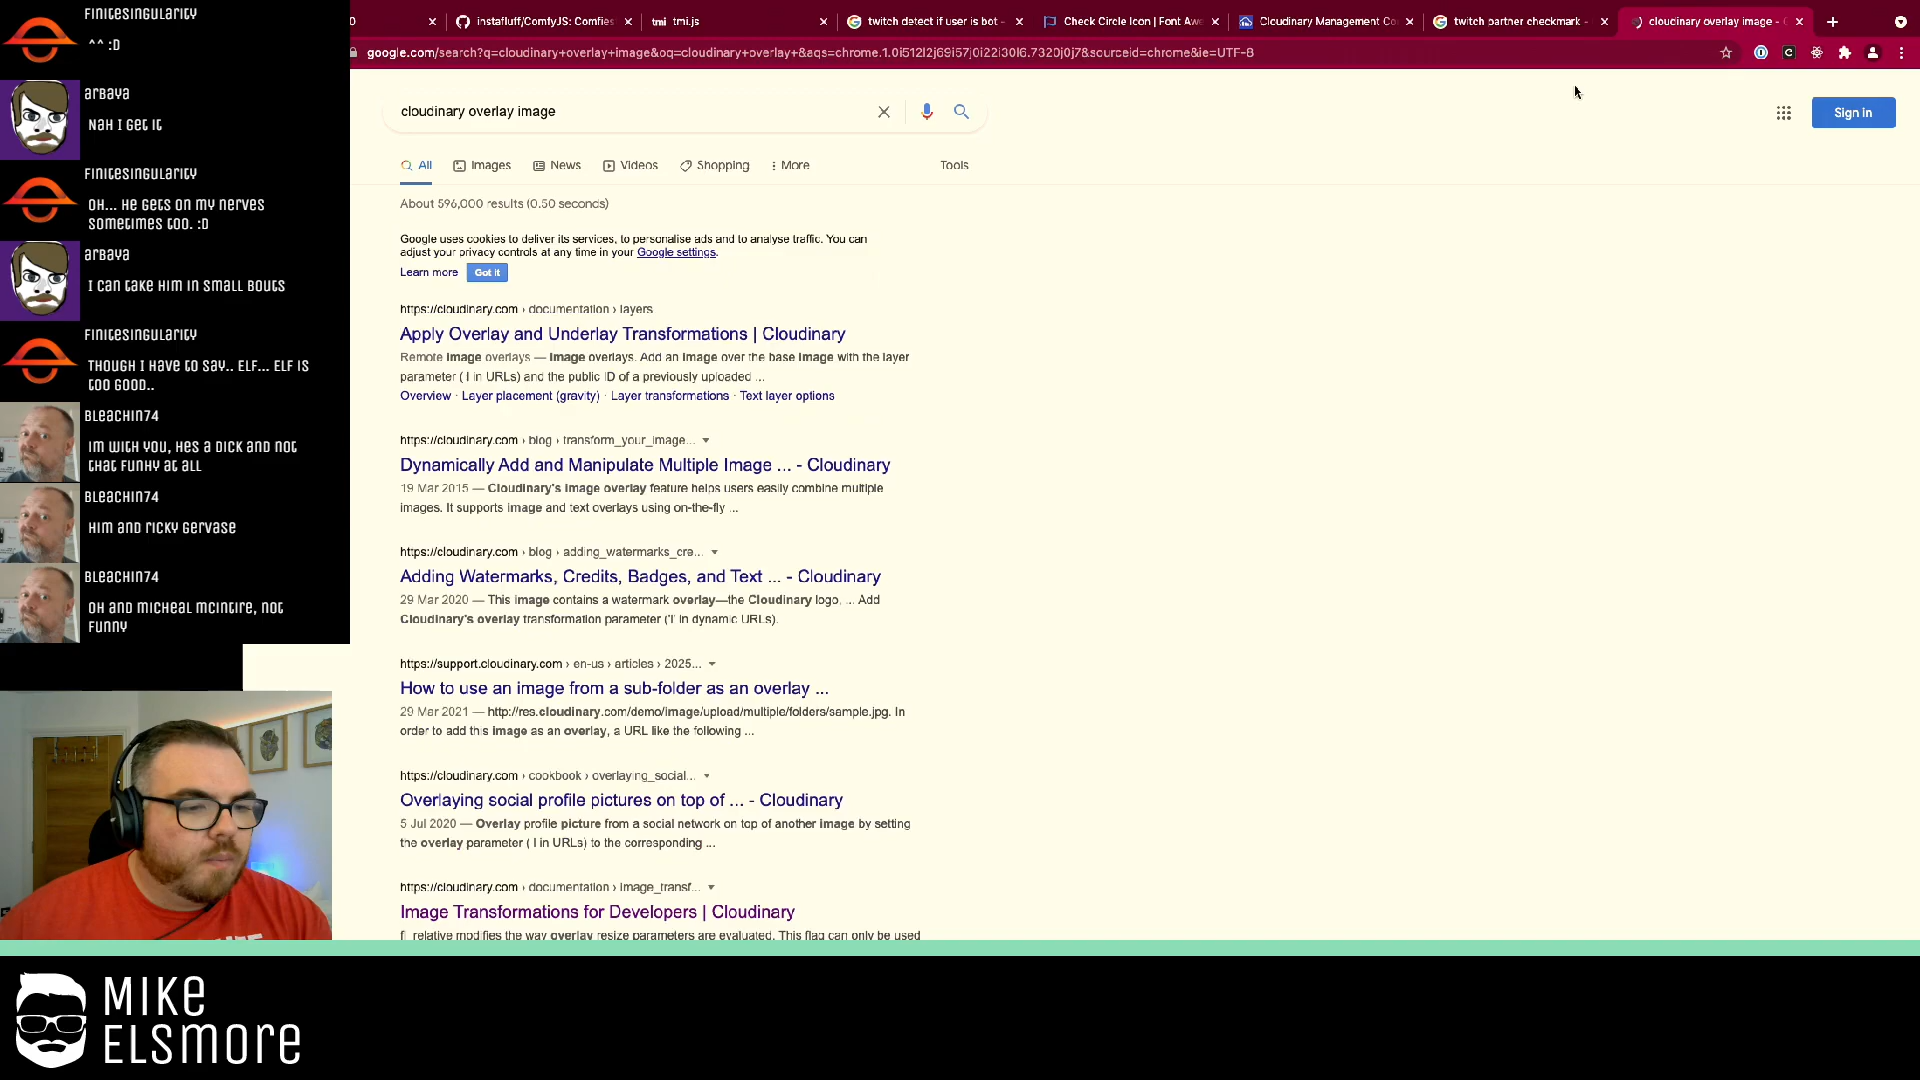 Finitesingularity
^^ :D
arbaya
Nah I get it
Finitesingularity
Oh... he gets on my nerves
sometimes too. :D
arbaya
I can take him in small bouts
Finitesingularity
Though I have to say.. Elf... Elf is
too good..
Bleachin74
im with you, hes a dick and not
that funny at all
Bleachin74
him and ricky gervase
Bleachin74
oh and micheal mcintire, not
funny
0
instafluff/ComfyJS: Comfies
tmi.js
twitch detect if user is bot -
Check Circle Icon | Font Aw
Cloudinary Management Co
twitch partner checkmark -
cloudinary overlay image -
google.com/search?q=cloudinary+overlay+image&oq=cloudinary+overlay+&aqs=chrome.1.0i512l2j69i57j0i22i30l6.7320j0j7&sourceid=chrome&ie=UTF-8
cloudinary overlay image
Sign in
All
Images
News
Videos
Shopping
More
Tools
About 596,000 results (0.50 seconds)
Google uses cookies to deliver its services, to personalise ads and to analyse traffic. You can
adjust your privacy controls at any time in your Google settings.
Learn more Got it
https://cloudinary.com › documentation › layers
Apply Overlay and Underlay Transformations | Cloudinary
Remote image overlays — Image overlays. Add an image over the base image with the layer
parameter ( l in URLs) and the public ID of a previously uploaded ...
Overview · Layer placement (gravity) · Layer transformations · Text layer options
https://cloudinary.com › blog › transform_your_image...
Dynamically Add and Manipulate Multiple Image ... - Cloudinary
19 Mar 2015 — Cloudinary's image overlay feature helps users easily combine multiple
images. It supports image and text overlays using on-the-fly ...
https://cloudinary.com › blog › adding_watermarks_cre...
Adding Watermarks, Credits, Badges, and Text ... - Cloudinary
29 Mar 2020 — This image contains a watermark overlay—the Cloudinary logo, ... Add
Cloudinary's overlay transformation parameter ('l' in dynamic URLs).
https://support.cloudinary.com › en-us › articles › 2025...
How to use an image from a sub-folder as an overlay ...
29 Mar 2021 — http://res.cloudinary.com/demo/image/upload/multiple/folders/sample.jpg. In
order to add this image as an overlay, a URL like the following ...
https://cloudinary.com › cookbook › overlaying_social...
Overlaying social profile pictures on top of ... - Cloudinary
5 Jul 2020 — Overlay profile picture from a social network on top of another image by setting
the overlay parameter ( l in URLs) to the corresponding ...
https://cloudinary.com › documentation › image_transf...
Image Transformations for Developers | Cloudinary
fl_relative modifies the way overlay resize parameters are evaluated. This flag can only be used
Mike
Elsmore